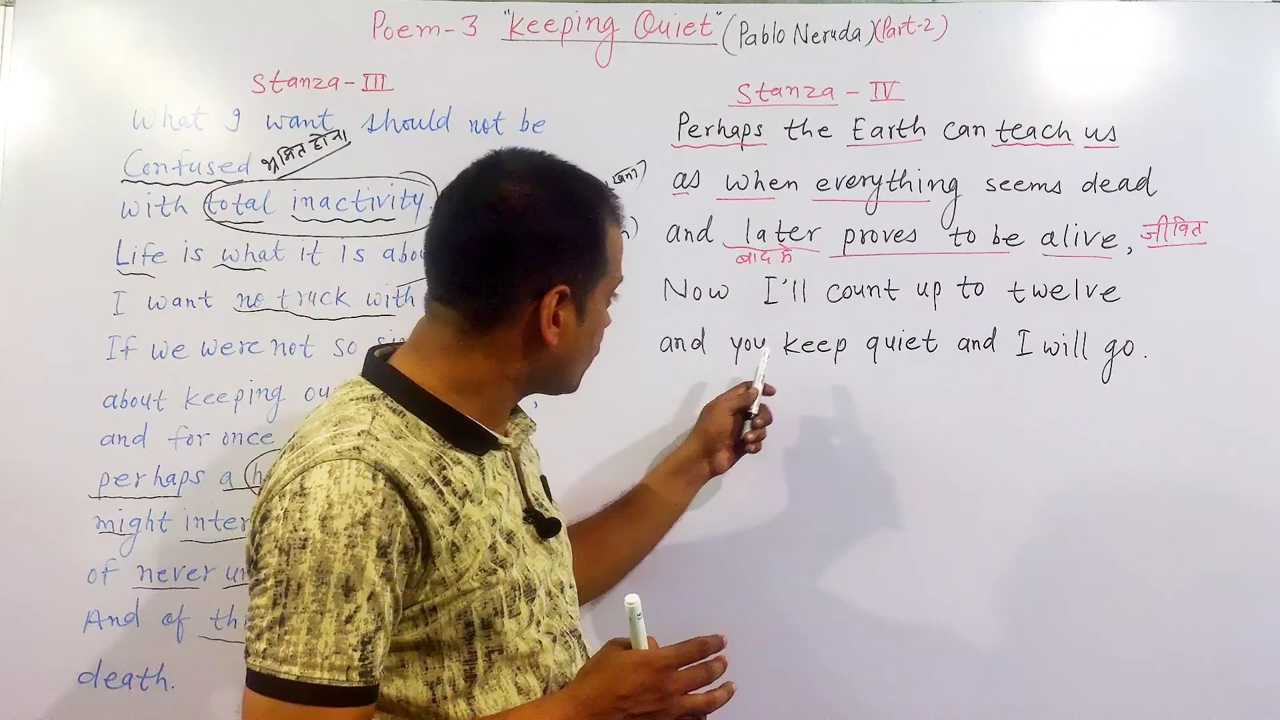 Poem-3 "Keeping Quiet" (Pablo Neruda)(Part-2)
Stanza-III
What I want should not be
Confused भ्रमित होना
with total inactivity.
Life is what it is
I want no truck with
If we were not so
about keeping
and for once
perhaps a
might
of never
And of
death.
Stanza - IV
Perhaps the Earth can teach us
as when everything seems dead
and later proves to be alive, जीवित
बाद में
Now I'll count up to twelve
and you keep quiet and I will go.